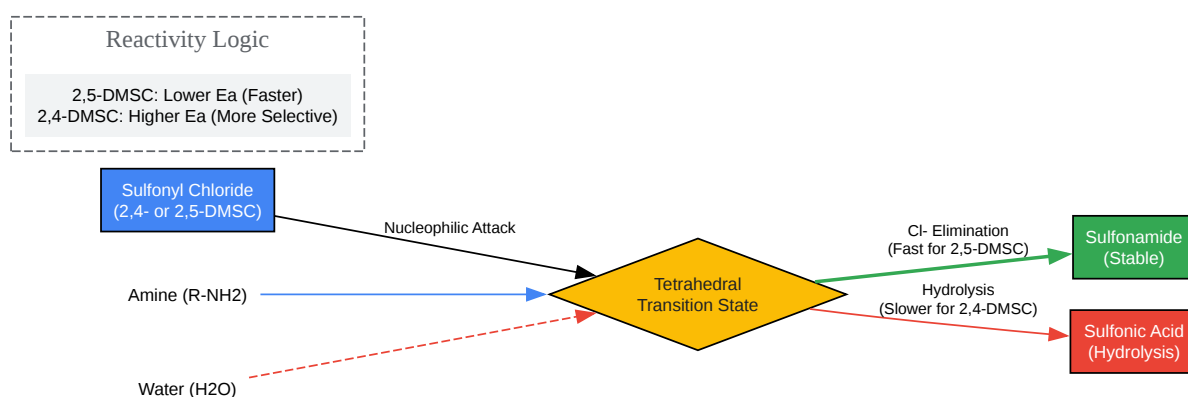 Reactivity Logic
2,5-DMSC: Lower Ea (Faster)
2,4-DMSC: Higher Ea (More Selective)
Sulfonyl Chloride
(2,4- or 2,5-DMSC)
Nucleophilic Attack
Amine (R-NH2)
Water (H2O)
Tetrahedral
Transition State
Cl- Elimination
(Fast for 2,5-DMSC)
Hydrolysis
(Slower for 2,4-DMSC)
Sulfonamide
(Stable)
Sulfonic Acid
(Hydrolysis)